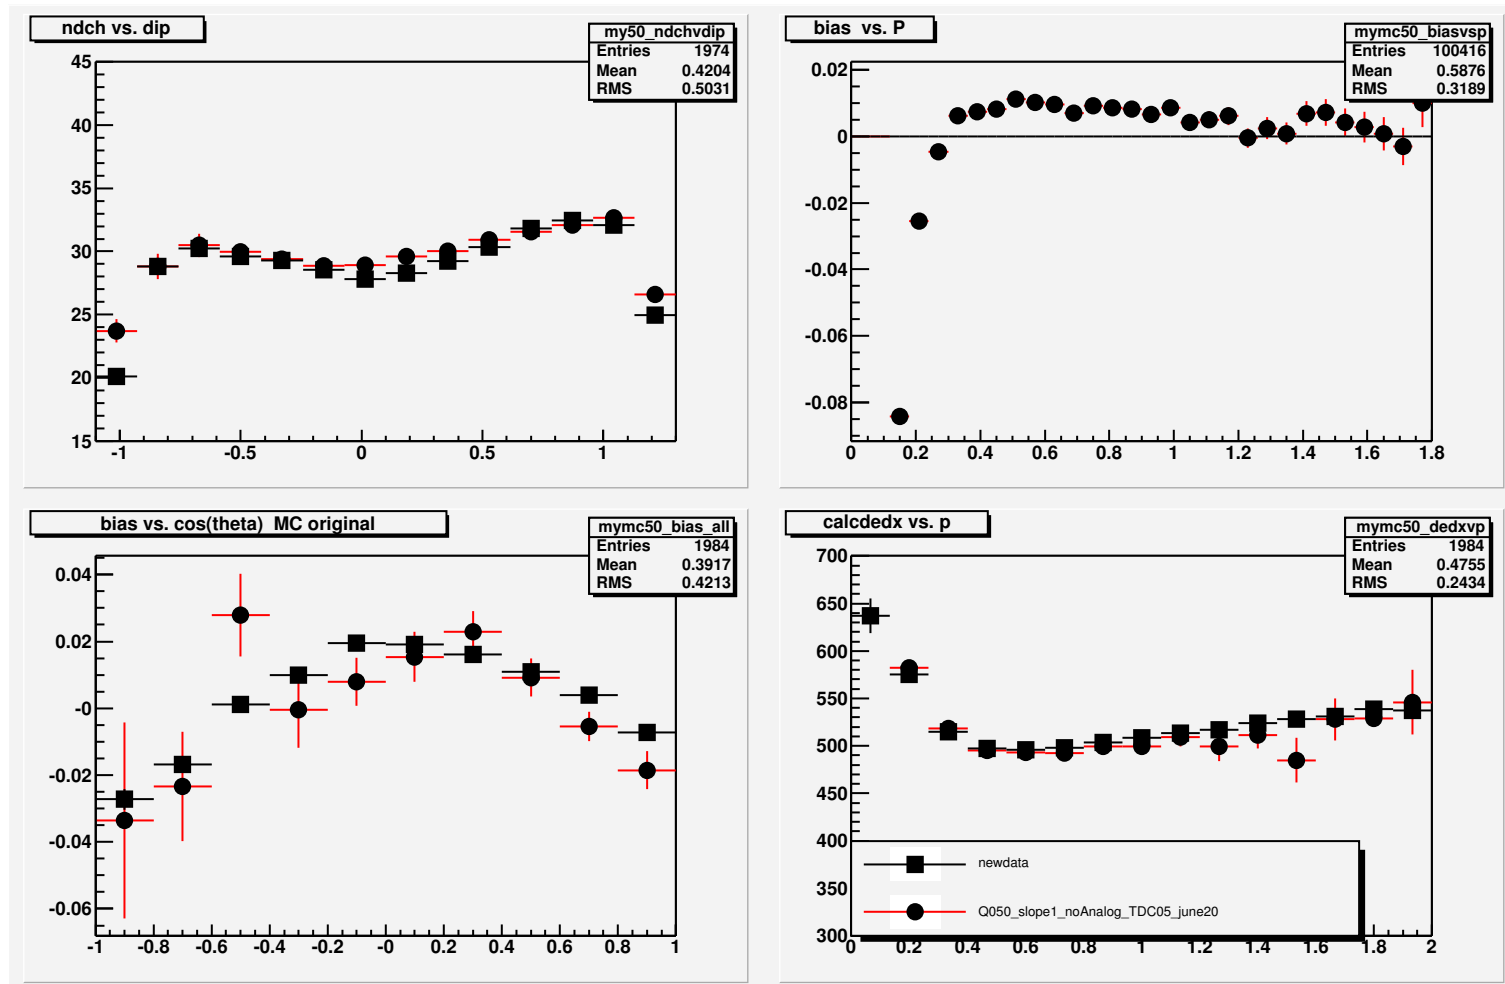 ndch vs. dip
my50_ndchvdip
Entries 1974
Mean 0.4204
RMS 0.5031
45
40
35
30
25
20
15
-1 -0.5 0 0.5 1
bias vs. P
mymc50_biasvsp
Entries 100416
Mean 0.5876
RMS 0.3189
0.02
0
-0.02
-0.04
-0.06
-0.08
0 0.2 0.4 0.6 0.8 1 1.2 1.4 1.6 1.8
bias vs. cos(theta) MC original
mymc50_bias_all
Entries 1984
Mean 0.3917
RMS 0.4213
0.04
0.02
-0
-0.02
-0.04
-0.06
-1 -0.8 -0.6 -0.4 -0.2 -0 0.2 0.4 0.6 0.8 1
calcdedx vs. p
mymc50_dedxvp
Entries 1984
Mean 0.4755
RMS 0.2434
700
650
600
550
500
450
400
350
300
newdata
Q050_slope1_noAnalog_TDC05_june20
0 0.2 0.4 0.6 0.8 1 1.2 1.4 1.6 1.8 2